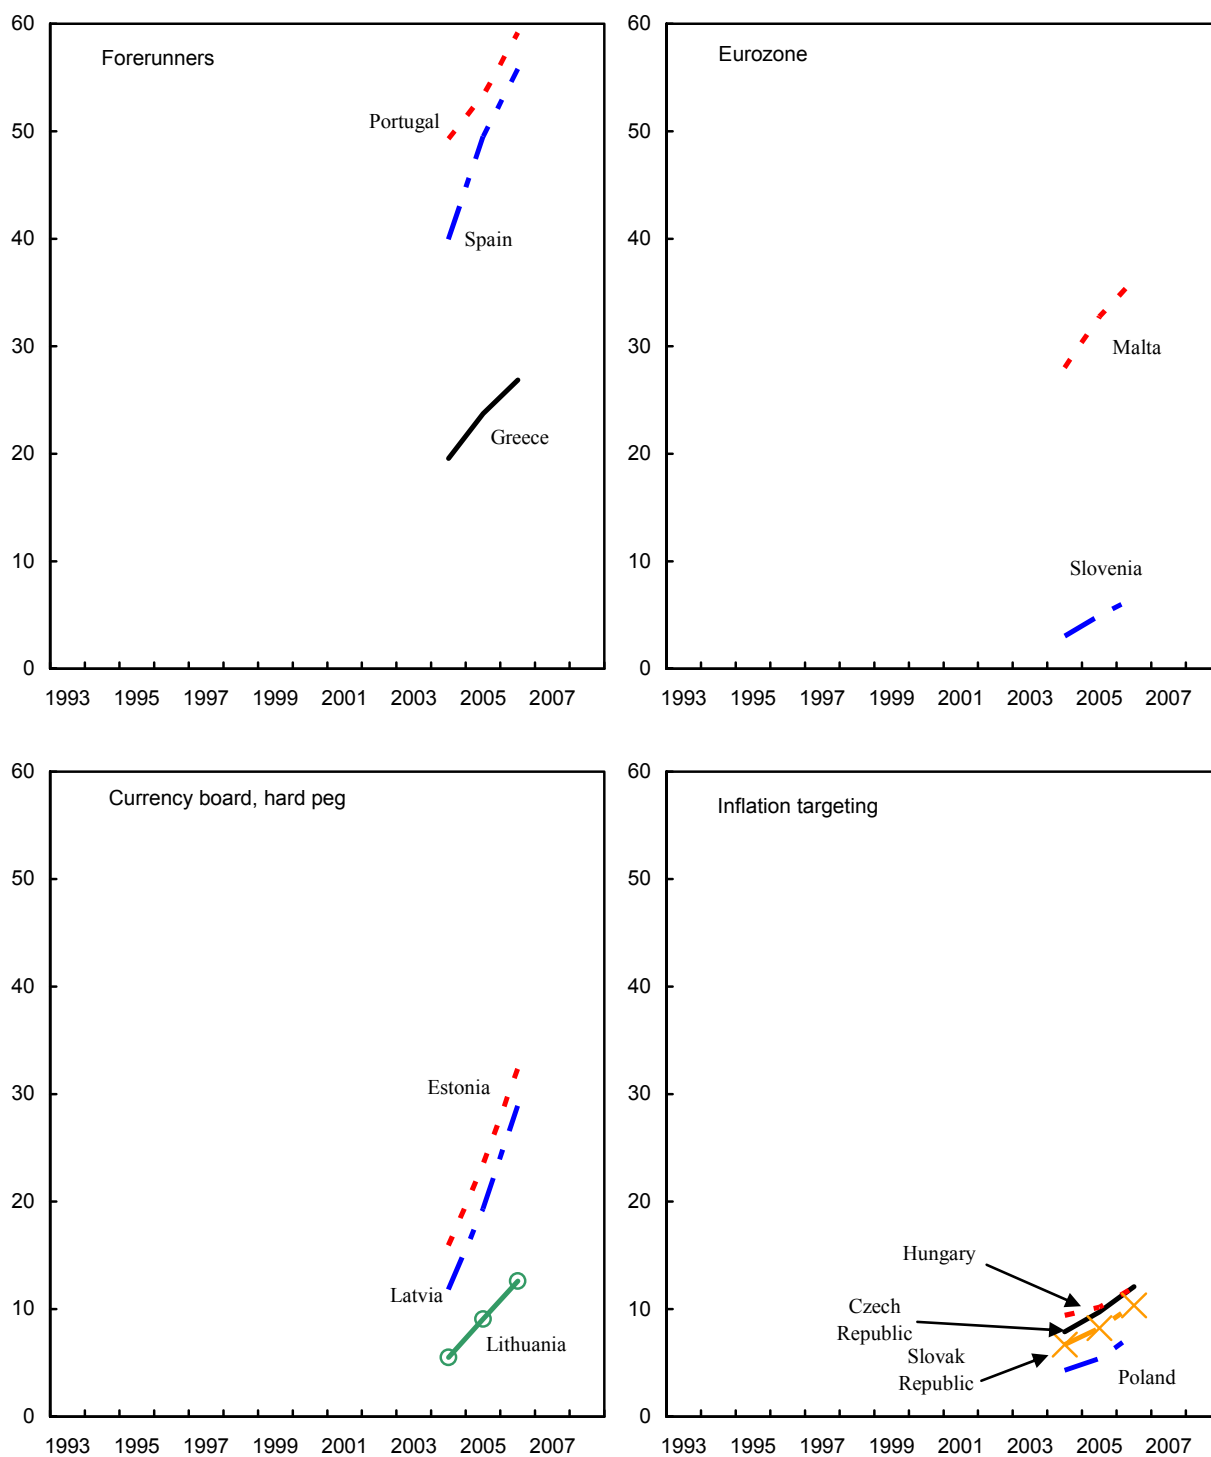 60
Forerunners
50
Portugal
40
Spain
30
20
Greece
10
0
1993 1995 1997 1999 2001 2003 2005 2007
60
Eurozone
50
40
30
Malta
20
10
Slovenia
0
1993 1995 1997 1999 2001 2003 2005 2007
60
Currency board, hard peg
50
40
30
Estonia
20
10
Latvia
Lithuania
0
1993 1995 1997 1999 2001 2003 2005 2007
60
Inflation targeting
50
40
30
20
Hungary
10
Czech
Republic
Slovak
Republic
Poland
0
1993 1995 1997 1999 2001 2003 2005 2007